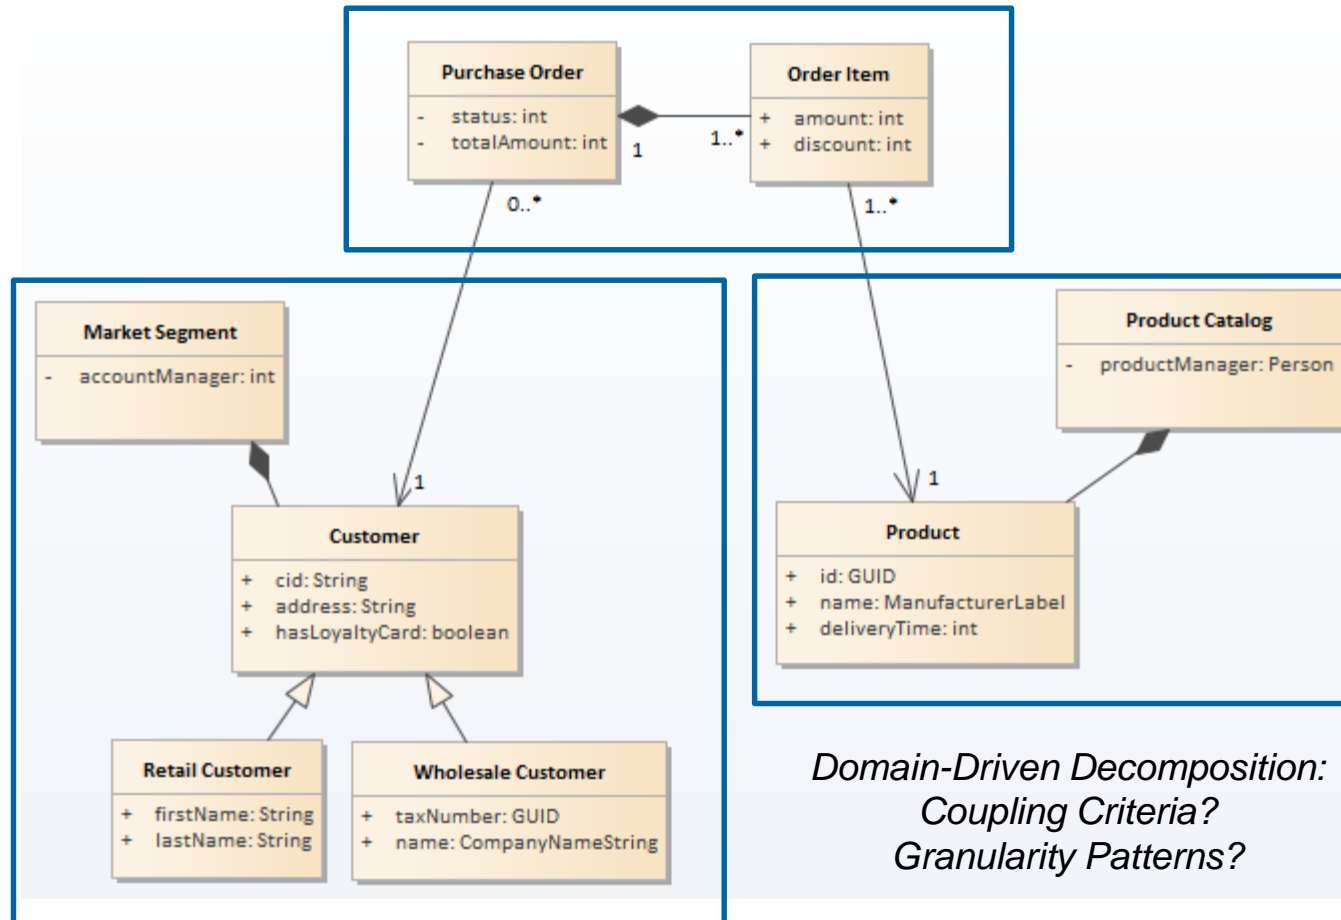 Purchase Order
- status: int
- totalAmount: int
1
1..*
Order Item
+ amount: int
+ discount: int
0..*
1..*
Market Segment
- accountManager: int
Product Catalog
- productManager: Person
1
1
Customer
+ cid: String
+ address: String
+ hasLoyaltyCard: boolean
Product
+ id: GUID
+ name: ManufacturerLabel
+ deliveryTime: int
Retail Customer
+ firstName: String
+ lastName: String
Wholesale Customer
+ taxNumber: GUID
+ name: CompanyNameString
Domain-Driven Decomposition:
Coupling Criteria?
Granularity Patterns?